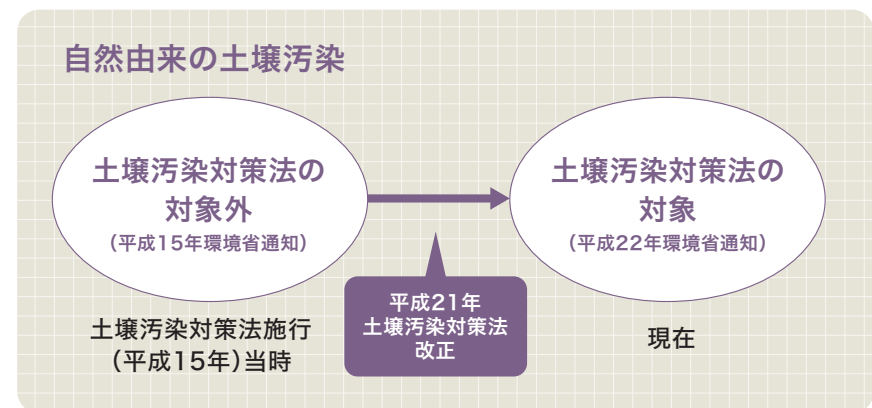 自然由来の土壌汚染
土壌汚染対策法の
対象外
(平成15年環境省通知)
土壌汚染対策法の
対象
(平成22年環境省通知)
平成21年
土壌汚染対策法
改正
土壌汚染対策法施行
(平成15年)当時
現在